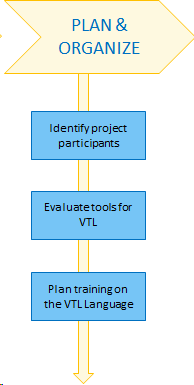 PLAN &
ORGANIZE
Identify project
participants
Evaluate tools for
VTL
Plan training on
the VTL Language